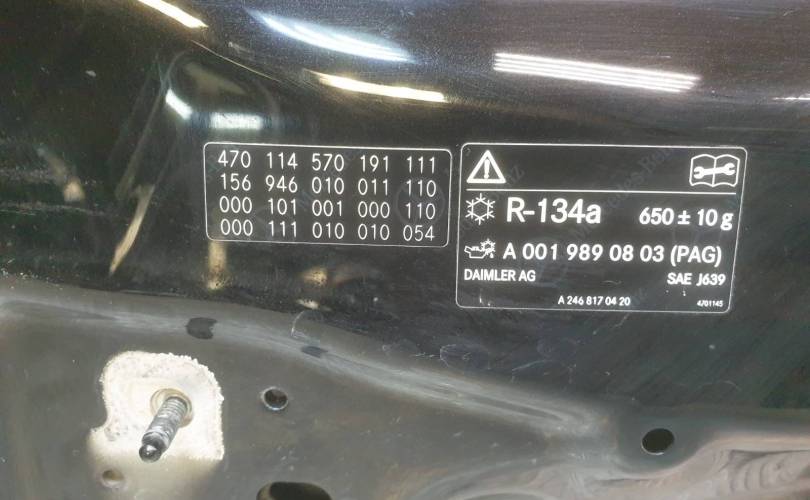 470 114 570 191 111
156 946 010 011 110
000 101 001 000 110
000 111 010 010 054
R-134a 650 ± 10 g
A 001 989 08 03 (PAG)
DAIMLER AG SAE J639
A 246 817 04 20 4701145